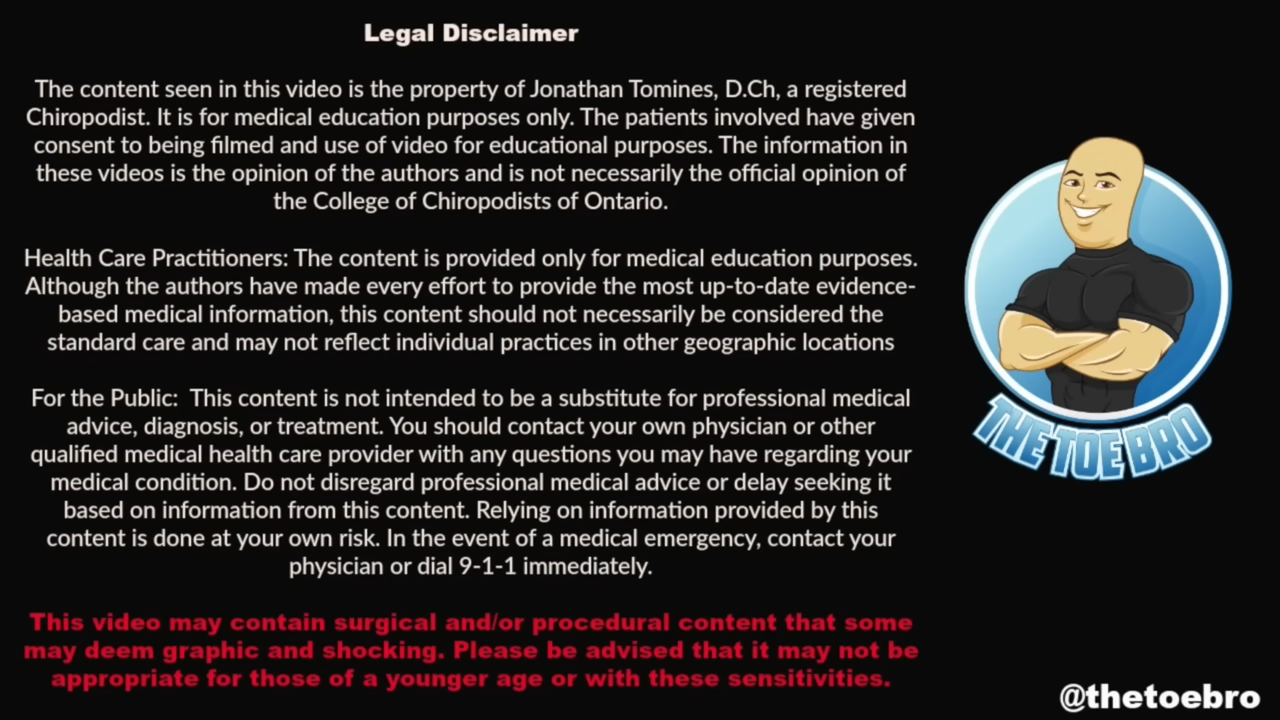 Legal Disclaimer
The content seen in this video is the property of Jonathan Tomines, D.Ch, a registered
Chiropodist. It is for medical education purposes only. The patients involved have given
consent to being filmed and use of video for educational purposes. The information in
these videos is the opinion of the authors and is not necessarily the official opinion of
the College of Chiropodists of Ontario.
Health Care Practitioners: The content is provided only for medical education purposes.
Although the authors have made every effort to provide the most up-to-date evidence-
based medical information, this content should not necessarily be considered the
standard care and may not reflect individual practices in other geographic locations
For the Public:  This content is not intended to be a substitute for professional medical
advice, diagnosis, or treatment. You should contact your own physician or other
qualified medical health care provider with any questions you may have regarding your
medical condition. Do not disregard professional medical advice or delay seeking it
based on information from this content. Relying on information provided by this
content is done at your own risk. In the event of a medical emergency, contact your
physician or dial 9-1-1 immediately.
This video may contain surgical and/or procedural content that some
may deem graphic and shocking. Please be advised that it may not be
appropriate for those of a younger age or with these sensitivities.
THE TOE BRO
@thetoebro